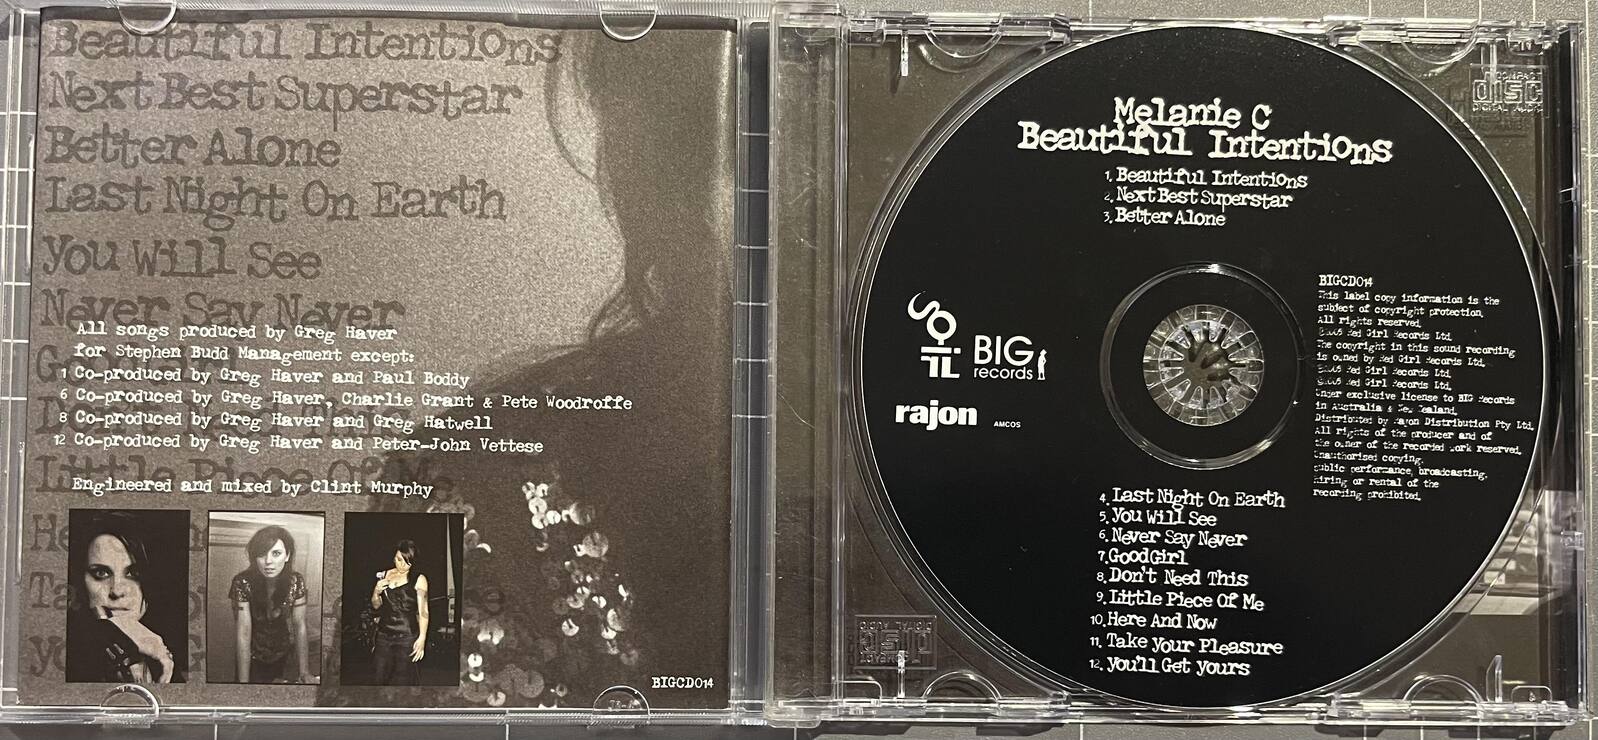 Beautiful Intentions
Next Best Superstar
Better Alone
Last Night On Earth
You Will See
Never Say Never
All songs produced by Greg Haver
for Stephen Budd Management except:
1 Co-produced by Greg Haver and Paul Boddy
6 Co-produced by Greg Haver, Charlie Grant & Pete Woodroffe
8 Co-produced by Greg Haver and Greg Hatwell
12 Co-produced by Greg Haver and Peter-John Vettese
Little Piece Of Me
Engineered and mixed by Clint Murphy
BIGCD014
COMPACT
disc
DIGITAL AUDIO
Melanie C
Beautiful Intentions
1. Beautiful Intentions
2. Next Best Superstar
3. Better Alone
BIG
records
rajon
AMCOS
BIGCD014
This label copy information is the
subject of copyright protection.
All rights reserved.
Red Girl Records Ltd.
The copyright in this sound recording
is owned by Red Girl Records Ltd.
Red Girl Records Ltd.
Red Girl Records Ltd.
Under exclusive license to BIG Records
in Australia & New Zealand.
Distributed by Rajon Distribution Pty Ltd.
All rights of the producer and of
the owner of the recorded work reserved.
Unauthorised copying,
public performance, broadcasting,
hiring or rental of the
recording prohibited.
4. Last Night On Earth
5. You Will See
6. Never Say Never
7. Good Girl
8. Don't Need This
9. Little Piece Of Me
10. Here And Now
11. Take Your Pleasure
12. You'll Get Yours